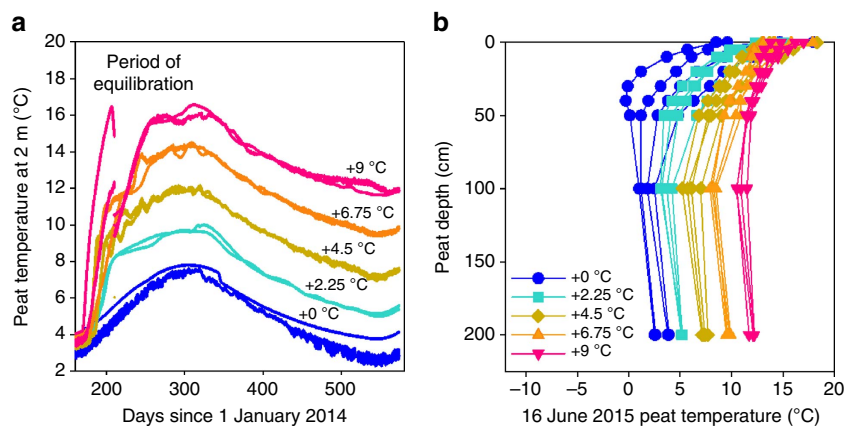 a
Peat temperature at 2 m (°C)
18
16
14
12
10
8
6
4
2
Period of
equilibration
+9 °C
+6.75 °C
+4.5 °C
+2.25 °C
+0 °C
200
300
400
500
Days since 1 January 2014
b
Peat depth (cm)
0
50
100
150
200
+0 °C
+2.25 °C
+4.5 °C
+6.75 °C
+9 °C
−10
−5
0
5
10
15
20
16 June 2015 peat temperature (°C)